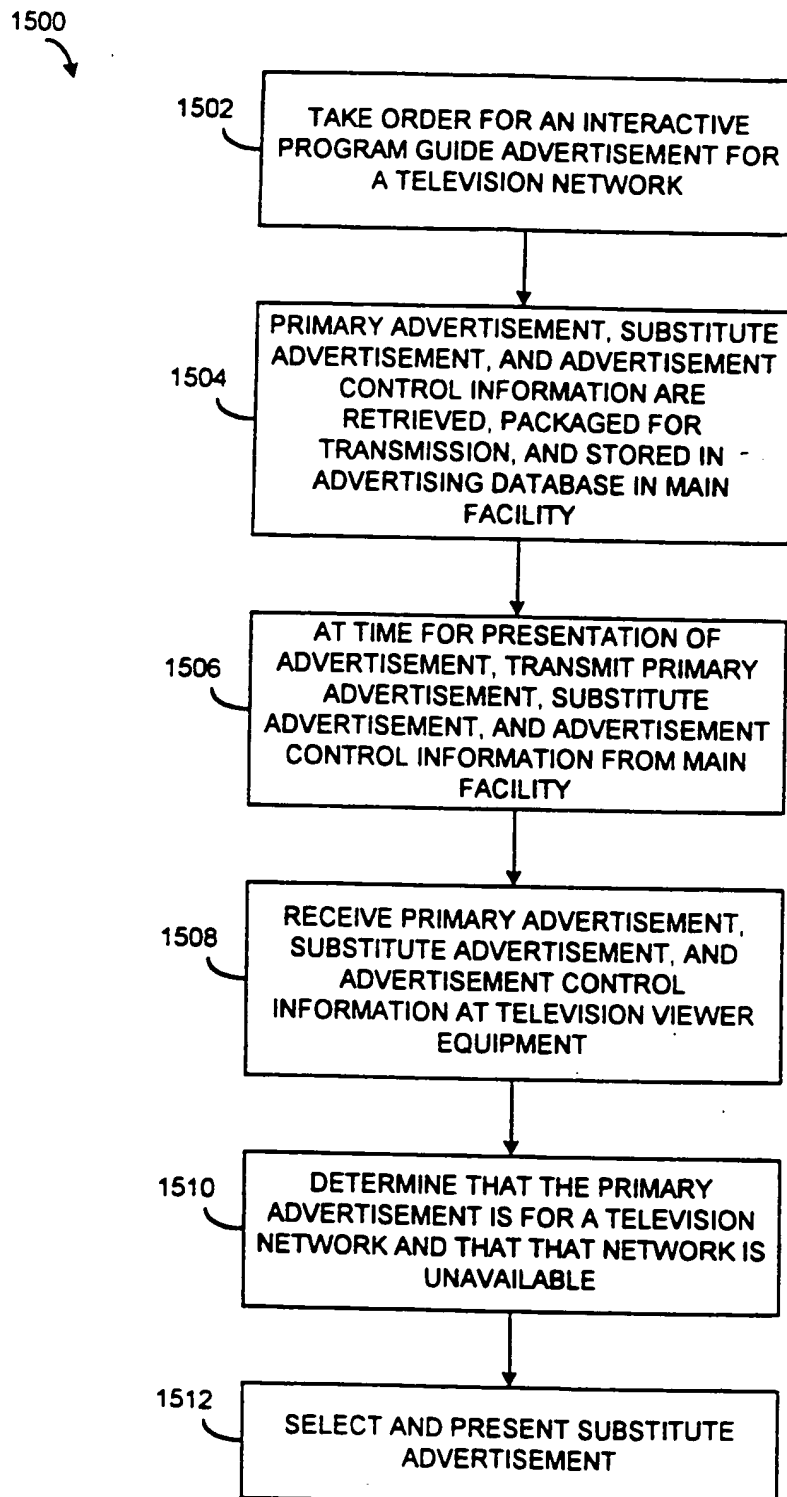 1500
1502
TAKE ORDER FOR AN INTERACTIVE
PROGRAM GUIDE ADVERTISEMENT FOR
A TELEVISION NETWORK
1504
PRIMARY ADVERTISEMENT, SUBSTITUTE
ADVERTISEMENT, AND ADVERTISEMENT
CONTROL INFORMATION ARE
RETRIEVED, PACKAGED FOR
TRANSMISSION, AND STORED IN
ADVERTISING DATABASE IN MAIN
FACILITY
1506
AT TIME FOR PRESENTATION OF
ADVERTISEMENT, TRANSMIT PRIMARY
ADVERTISEMENT, SUBSTITUTE
ADVERTISEMENT, AND ADVERTISEMENT
CONTROL INFORMATION FROM MAIN
FACILITY
1508
RECEIVE PRIMARY ADVERTISEMENT,
SUBSTITUTE ADVERTISEMENT, AND
ADVERTISEMENT CONTROL
INFORMATION AT TELEVISION VIEWER
EQUIPMENT
1510
DETERMINE THAT THE PRIMARY
ADVERTISEMENT IS FOR A TELEVISION
NETWORK AND THAT THAT NETWORK IS
UNAVAILABLE
1512
SELECT AND PRESENT SUBSTITUTE
ADVERTISEMENT